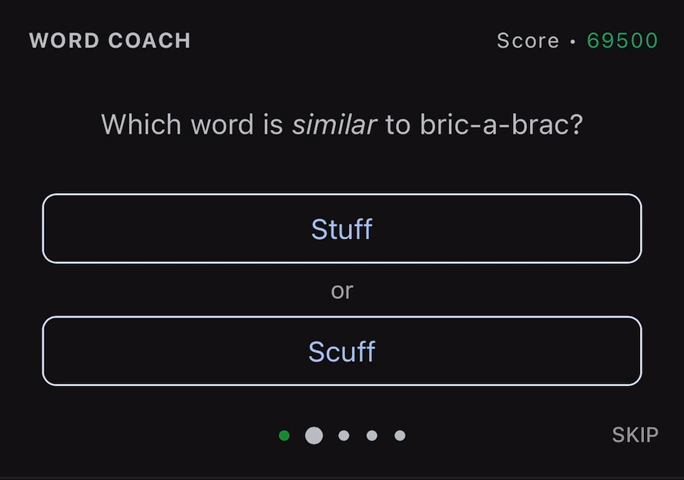 WORD COACH
Score • 69500
Which word is similar to bric-a-brac?
Stuff
or
Scuff
SKIP